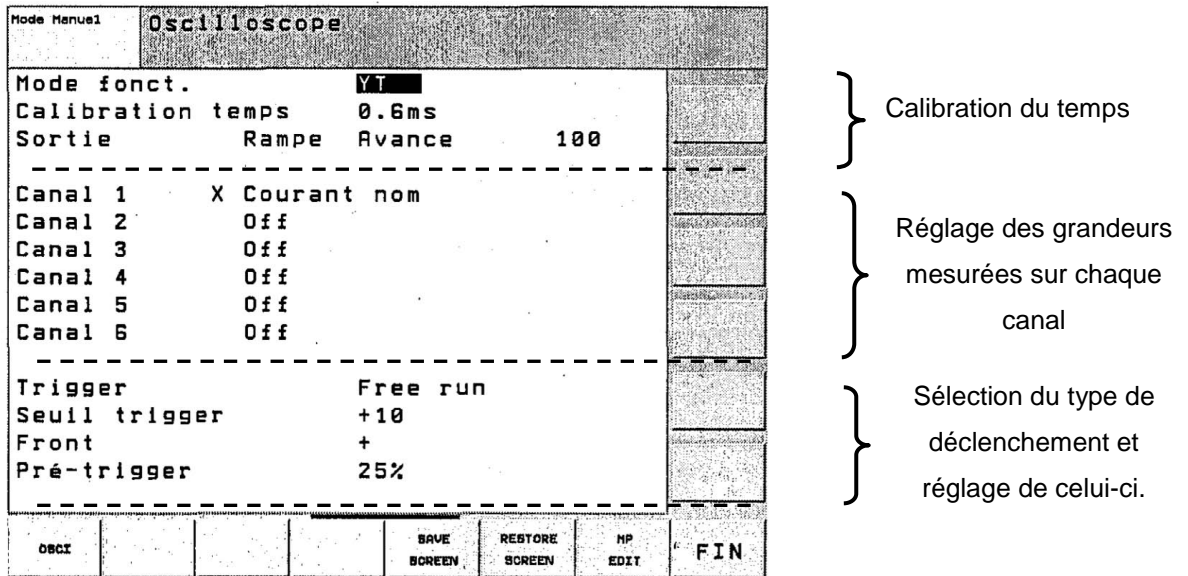 Mode Manuel
Oscilloscope
Mode fonct. YT
Calibration temps 0.6ms
Sortie Rampe Avance 100
Canal 1 X Courant nom
Canal 2 Off
Canal 3 Off
Canal 4 Off
Canal 5 Off
Canal 6 Off
Trigger Free run
Seuil trigger +10
Front +
Pré-trigger 25%
OSCI
SAVE
SCREEN
RESTORE
SCREEN
MP
EDIT
FIN
Calibration du temps
Réglage des grandeurs
mesurées sur chaque
canal
Sélection du type de
déclenchement et
réglage de celui-ci.